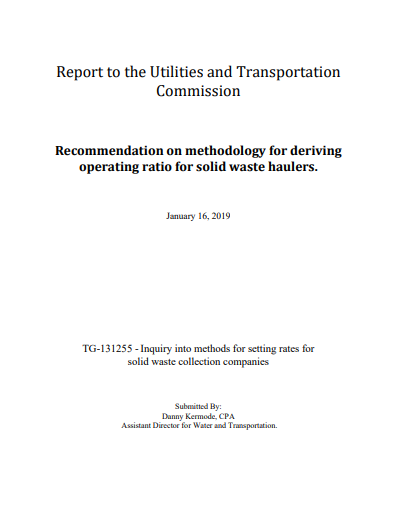 Report to the Utilities and Transportation
Commission
Recommendation on methodology for deriving
operating ratio for solid waste haulers.
January 16, 2019
TG-131255 - Inquiry into methods for setting rates for
solid waste collection companies
Submitted By:
Danny Kermode, CPA
Assistant Director for Water and Transportation.